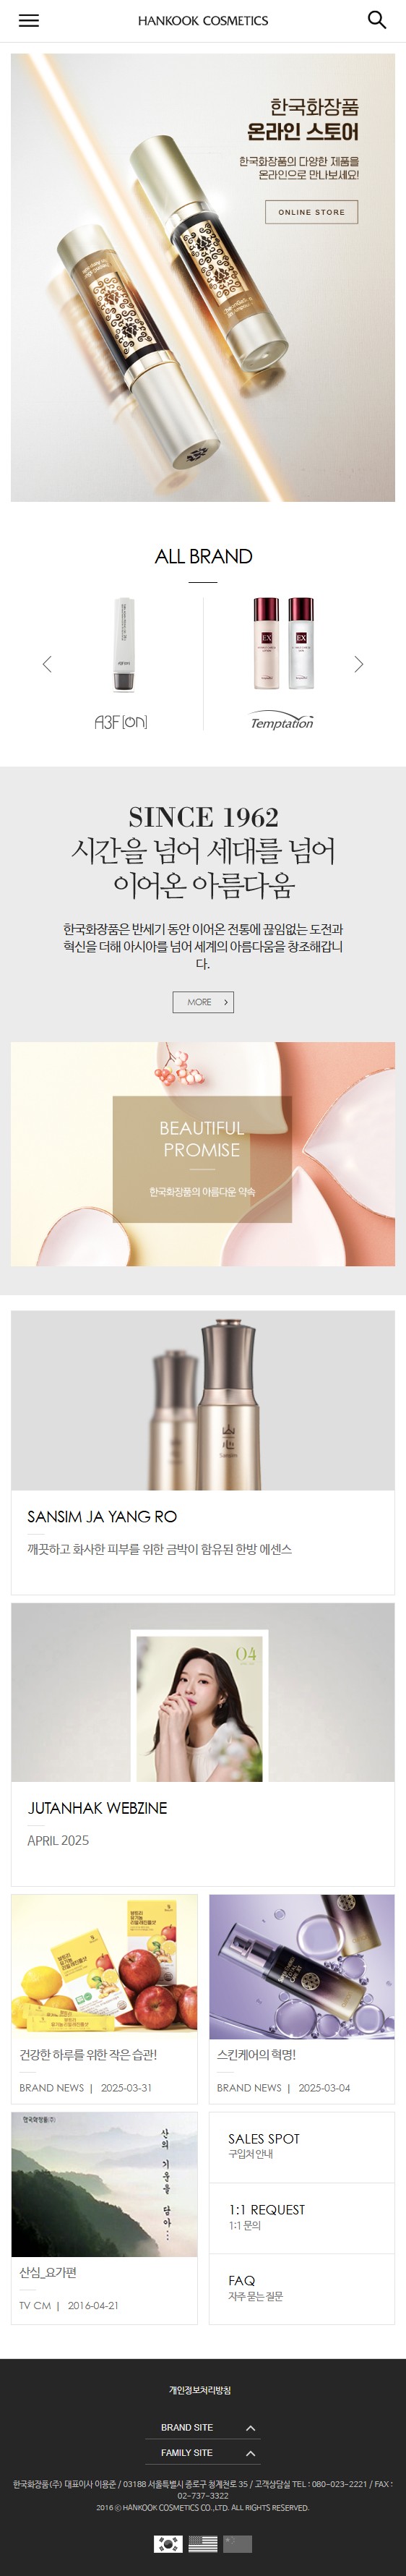 HANKOOK COSMETICS
한국화장품
온라인 스토어
한국화장품의 다양한 제품을
온라인으로 만나보세요!
ONLINE STORE
ALL BRAND
A3F[ON]
Temptation
SINCE 1962
시간을 넘어 세대를 넘어
이어온 아름다움
한국화장품은 반세기 동안 이어온 전통에 끊임없는 도전과
혁신을 더해 아시아를 넘어 세계의 아름다움을 창조해갑니
다.
MORE
BEAUTIFUL
PROMISE
한국화장품의 아름다운 약속
SANSIM JA YANG RO
깨끗하고 화사한 피부를 위한 금박이 함유된 한방 에센스
04
JUTANHAK WEBZINE
APRIL 2025
건강한 하루를 위한 작은 습관!
BRAND NEWS | 2025-03-31
스킨케어의 혁명!
BRAND NEWS | 2025-03-04
한국화장품(주)
산의
기운을
담아...
산심_요가편
TV CM | 2016-04-21
SALES SPOT
구입처 안내
1:1 REQUEST
1:1 문의
FAQ
자주 묻는 질문
개인정보처리방침
BRAND SITE
FAMILY SITE
한국화장품(주) 대표이사 이용준 / 03188 서울특별시 종로구 청계천로 35 / 고객상담실 TEL : 080-023-2221 / FAX :
02-737-3322
2016 ⓒ HANKOOK COSMETICS CO.,LTD. ALL RIGHTS RESERVED.